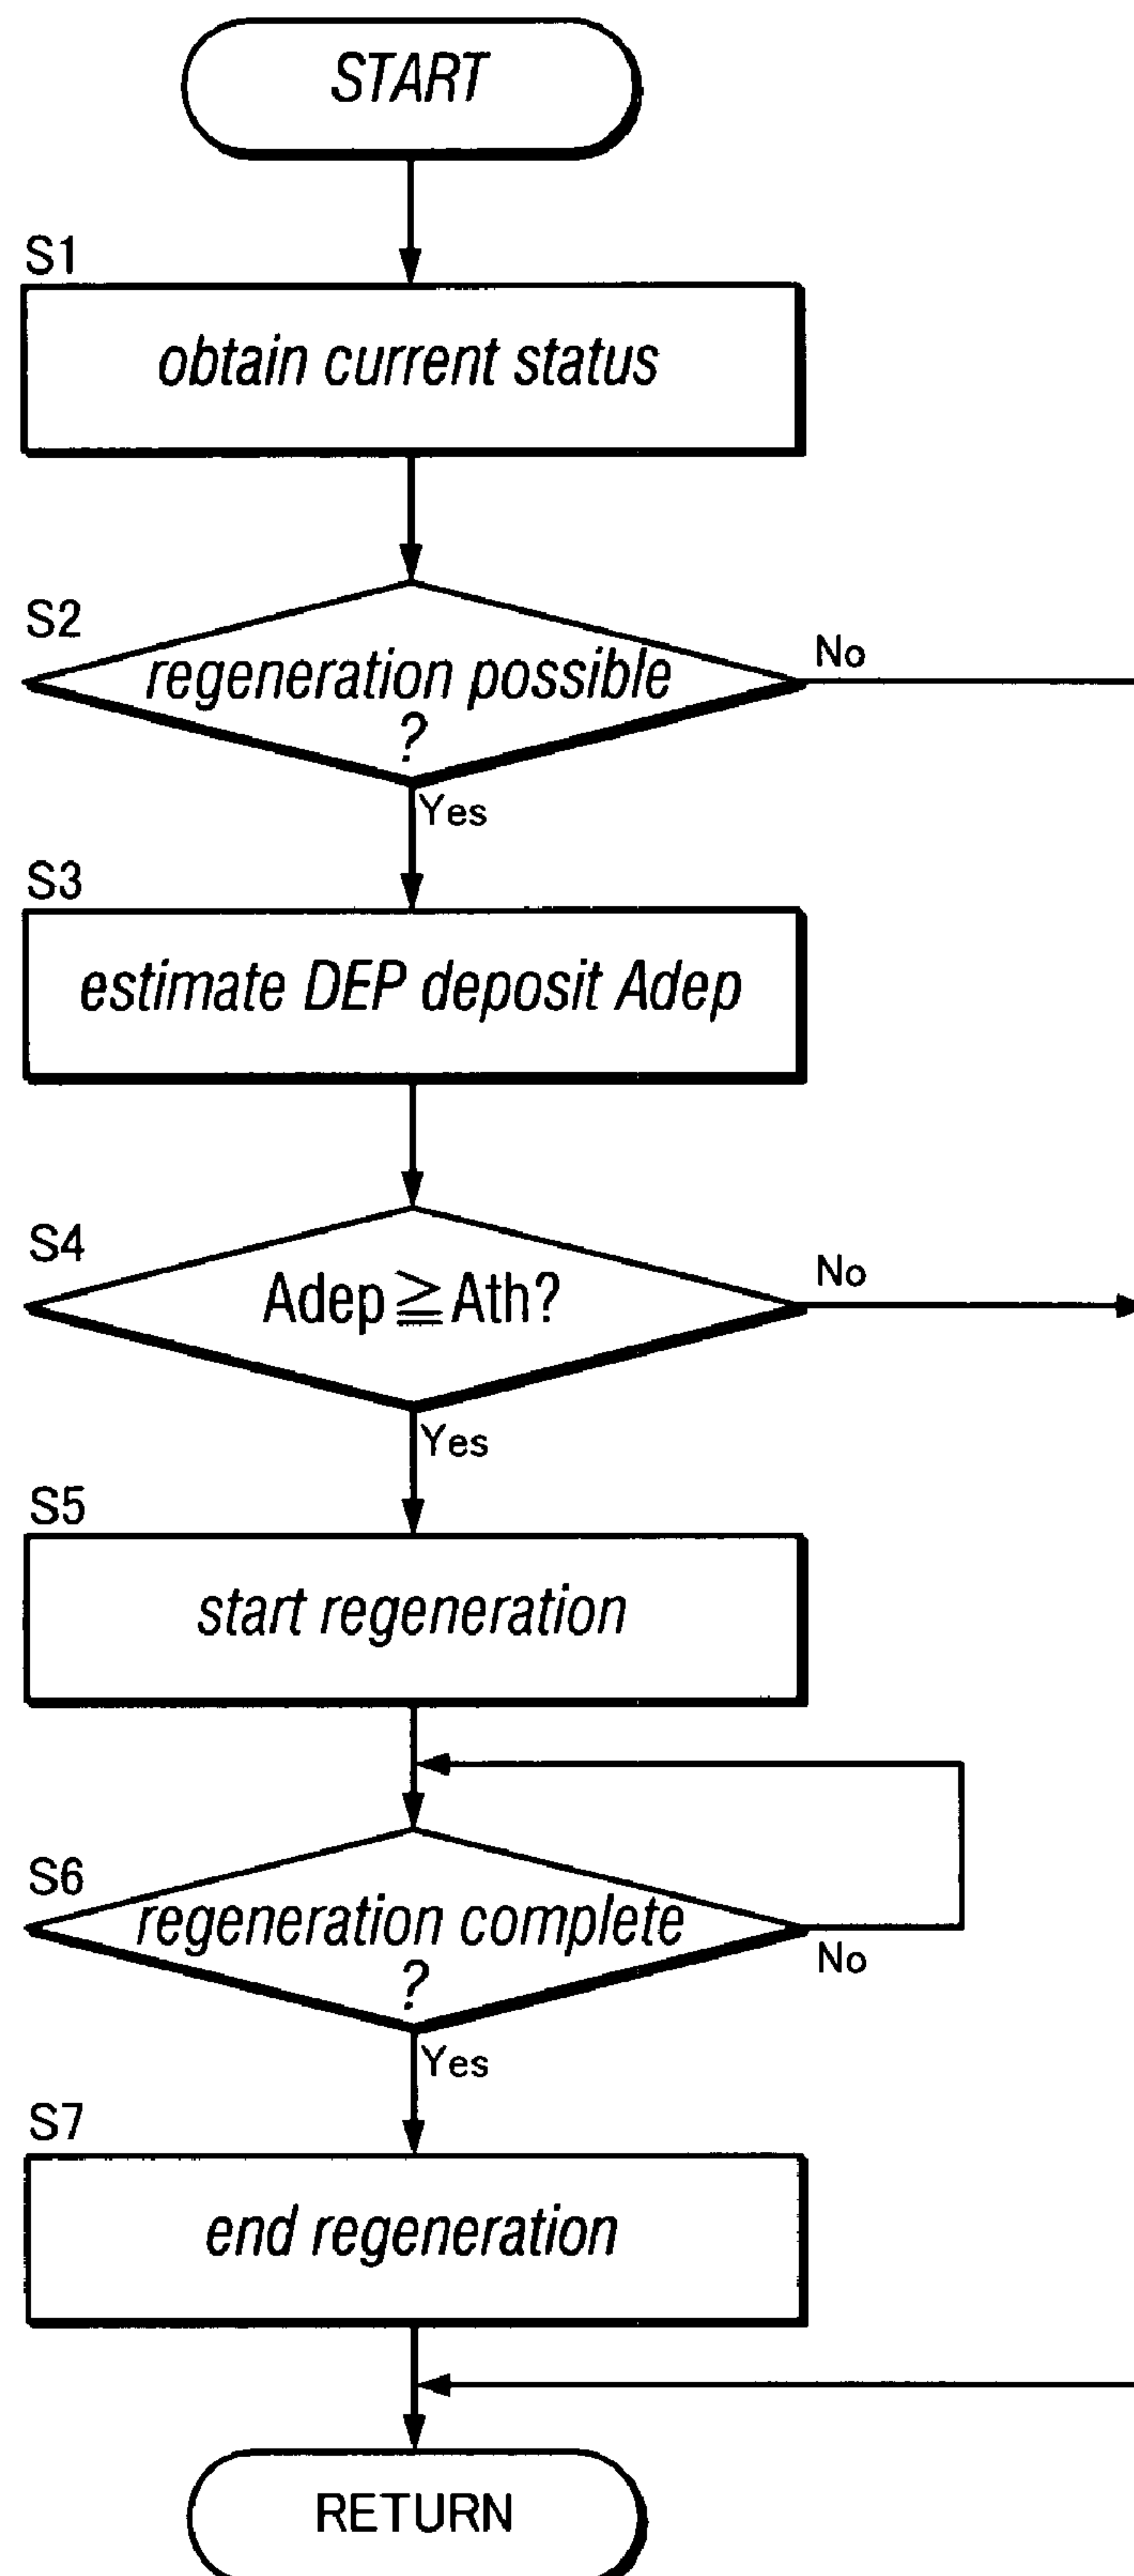 START
S1
obtain current status
S2
regeneration possible
?
No
Yes
S3
estimate DEP deposit Adep
S4
Adep≧Ath?
No
Yes
S5
start regeneration
S6
regeneration complete
?
No
Yes
S7
end regeneration
RETURN